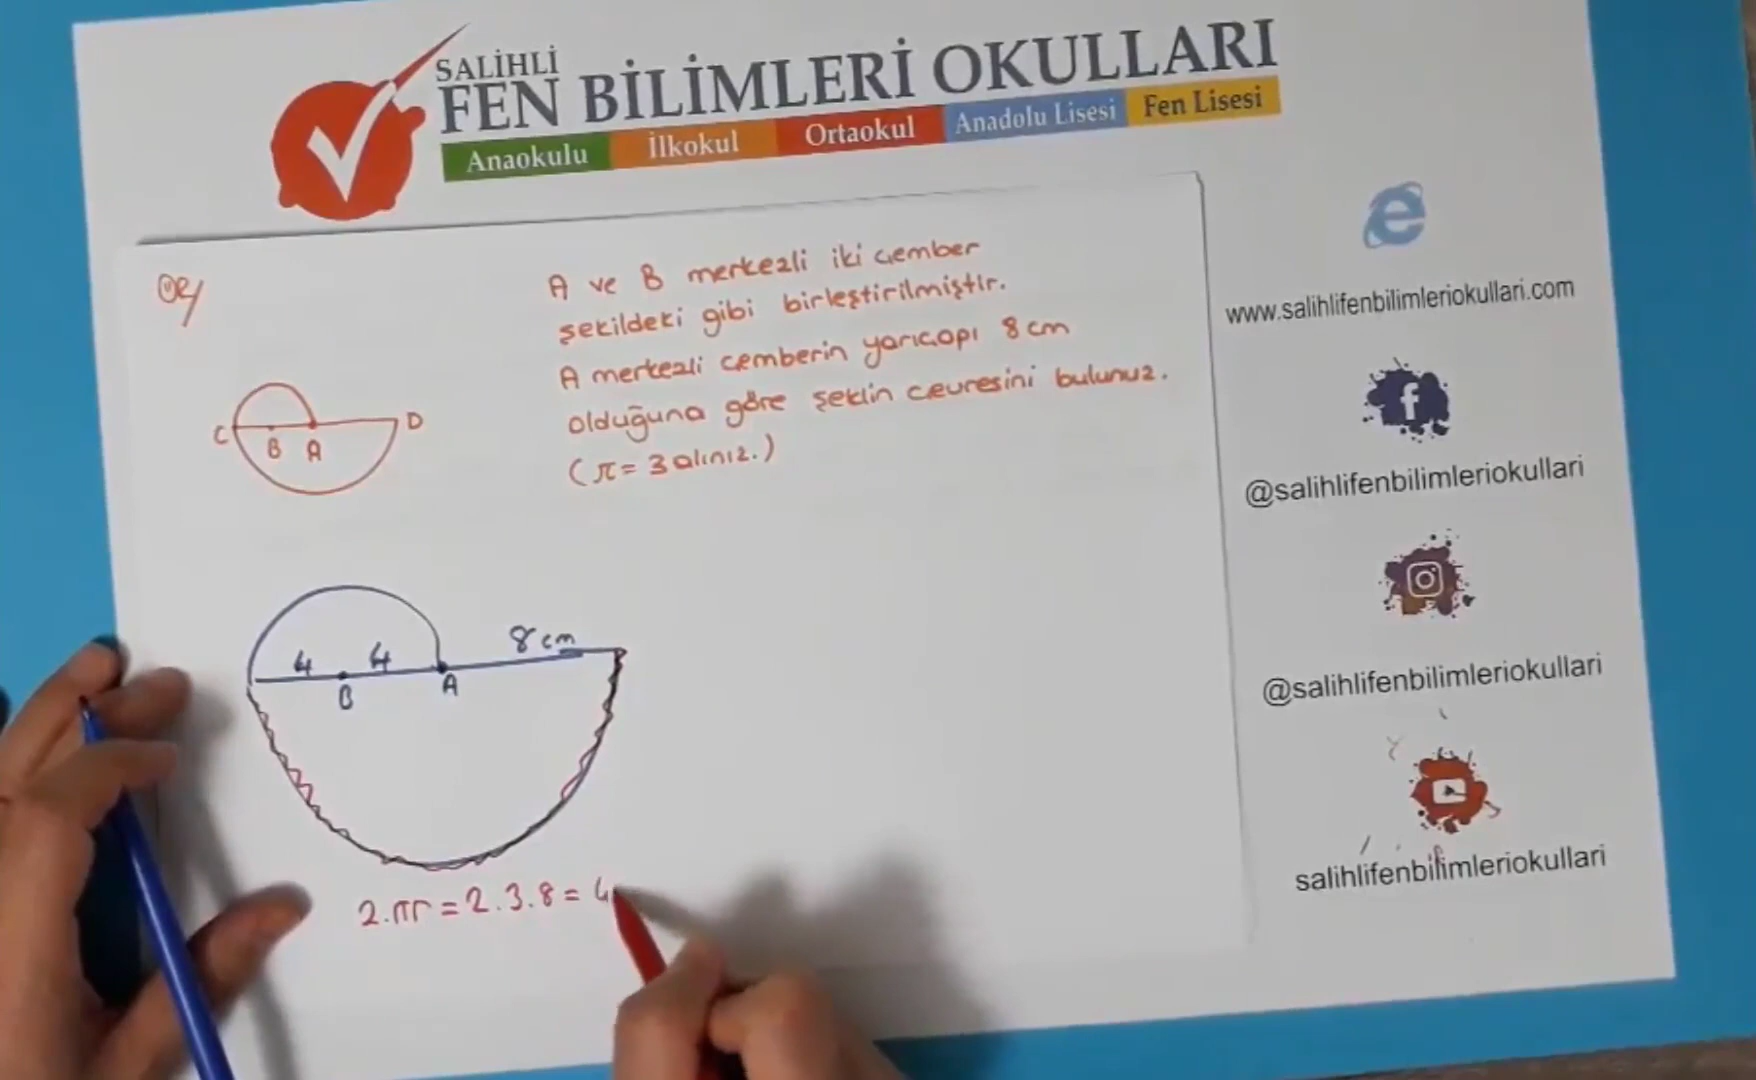 SALİHLİ
FEN BİLİMLERİ OKULLARI
Anaokulu İlkokul Ortaokul Anadolu Lisesi Fen Lisesi
ÖR/
A ve B merkezli iki çember
şekildeki gibi birleştirilmiştir.
A merkezli çemberin yarıçapı 8 cm
olduğuna göre şeklin çevresini bulunuz.
(π = 3 alınız.)
C B A D
4 4 8 cm
B A
2.πr = 2.3.8 = 4
www.salihlifenbilimleriokullari.com
@salihlifenbilimleriokullari
@salihlifenbilimleriokullari
salihlifenbilimleriokullari